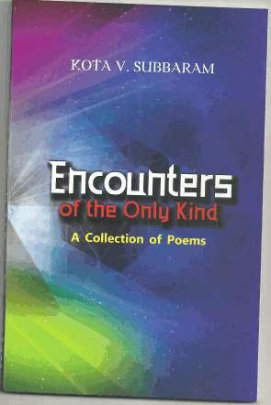 KOTA V. SUBBARAM
Encounters
of the Only Kind
A Collection of Poems